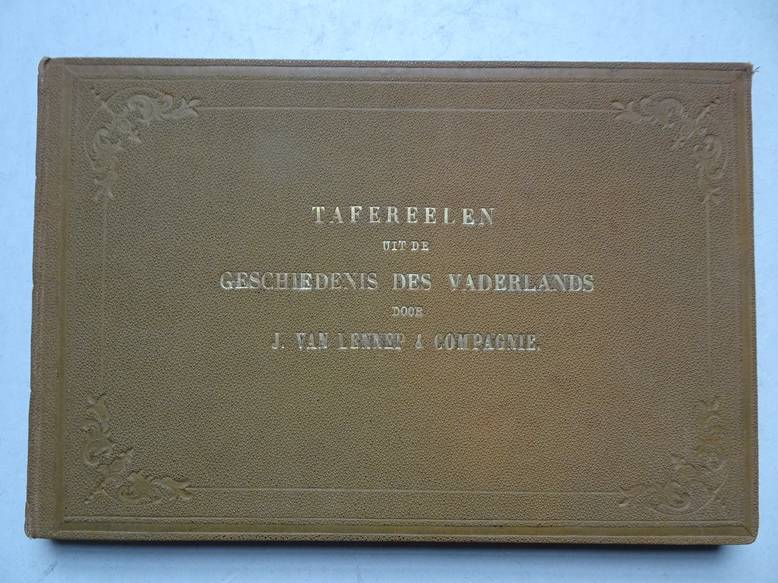 TAFEREELEN
UIT DE
GESCHIEDENIS DES VADERLANDS
DOOR
J. VAN LENNEP & COMPAGNIE.